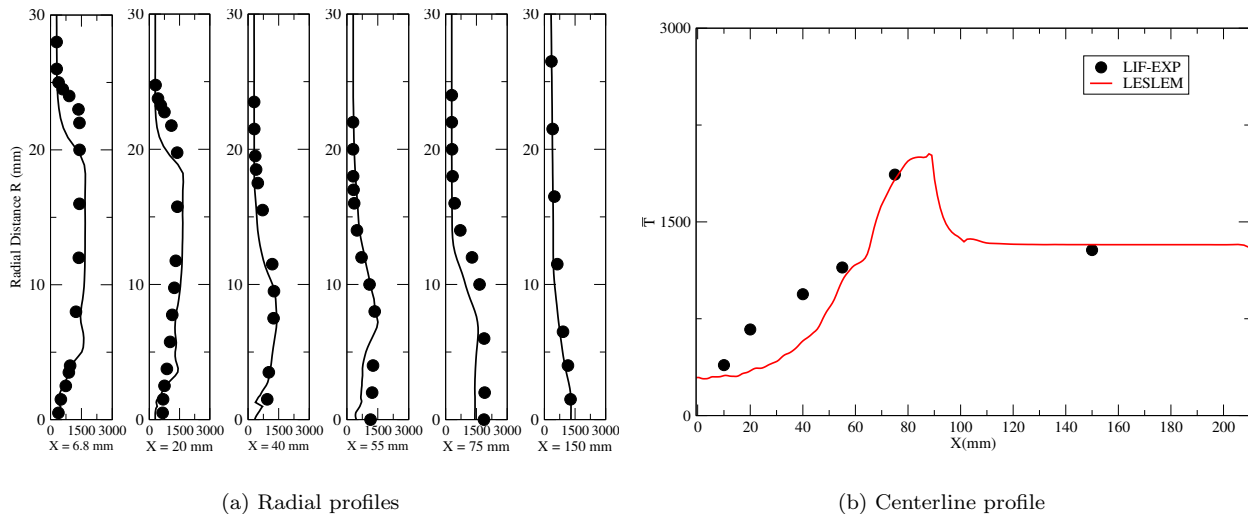 30 30 30 30 30 30
20 20 20 20 20 20
10 10 10 10 10 10
0 0 0 0 0 0
Radial Distance R (mm)
0 1500 3000 0 1500 3000 0 1500 3000 0 1500 3000 0 1500 3000 0 1500 3000
X = 6.8 mm X = 20 mm X = 40 mm X = 55 mm X = 75 mm X = 150 mm
(a) Radial profiles
3000
1500
0
T̅
LIF-EXP
LESLEM
0 20 40 60 80 100 120 140 160 180 200
X(mm)
(b) Centerline profile